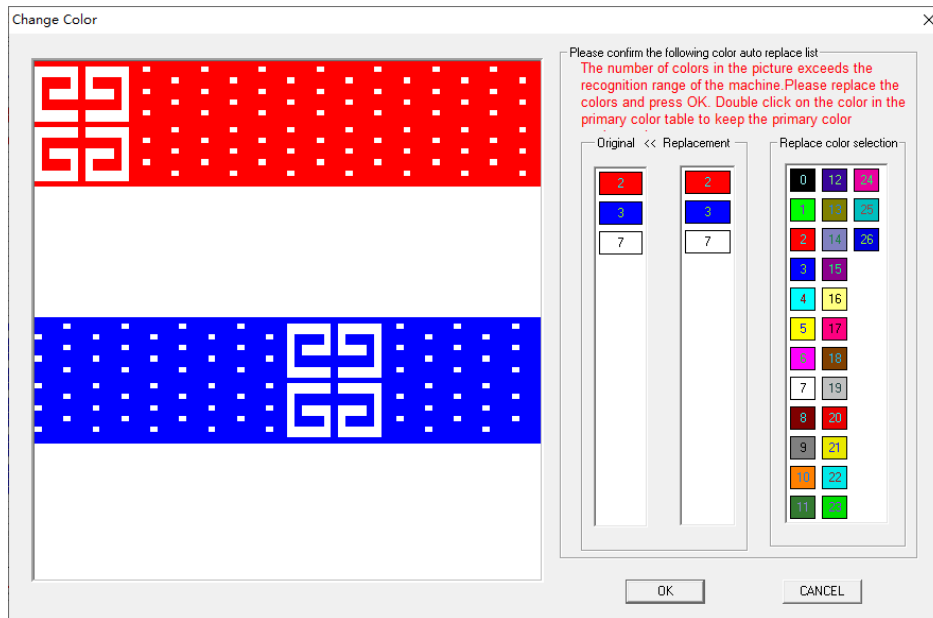 Change Color
Please confirm the following color auto replace list
The number of colors in the picture exceeds the
recognition range of the machine.Please replace the
colors and press OK. Double click on the color in the
primary color table to keep the primary color
Original << Replacement
Replace color selection
2 2
3 3
7 7
0 12 24
1 13 25
2 14 26
3 15
4 16
5 17
6 18
7 19
8 20
9 21
10 22
11 23
OK
CANCEL